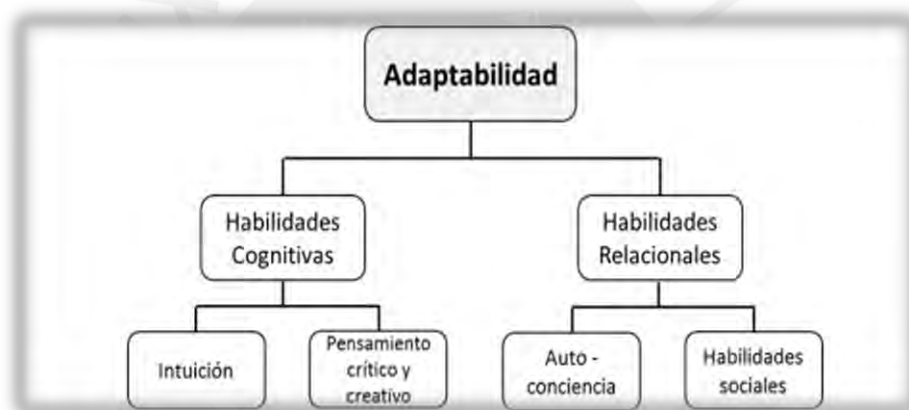 Adaptabilidad
Habilidades
Cognitivas
Habilidades
Relacionales
Intuición
Pensamiento
crítico y
creativo
Auto -
conciencia
Habilidades
sociales